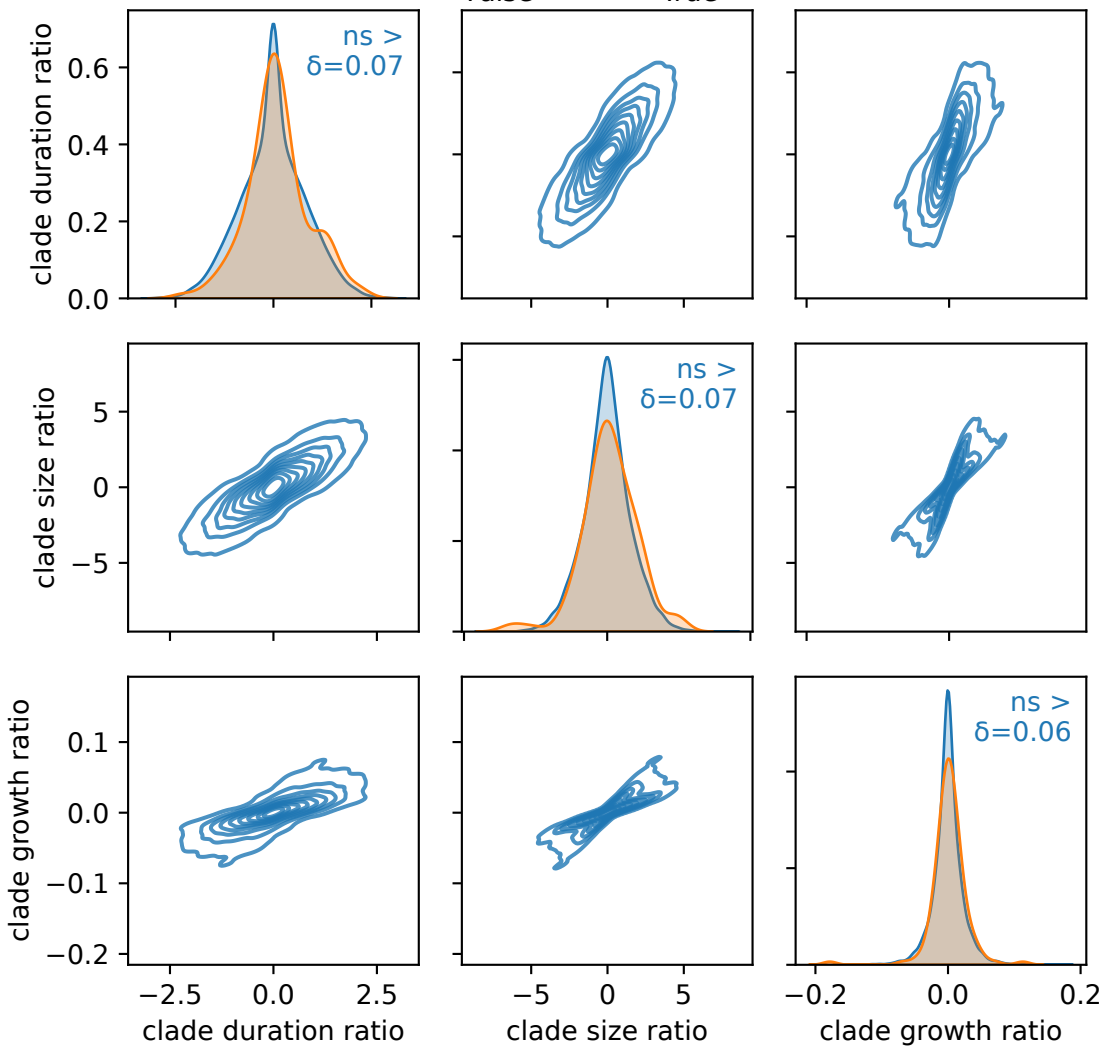 clade duration ratio
0.6
0.4
0.2
0.0
ns >
δ=0.07
clade size ratio
5
0
−5
ns >
δ=0.07
clade growth ratio
0.1
0.0
−0.1
−0.2
ns >
δ=0.06
−2.5
0.0
2.5
−5
0
5
−0.2
0.0
0.2
clade duration ratio
clade size ratio
clade growth ratio